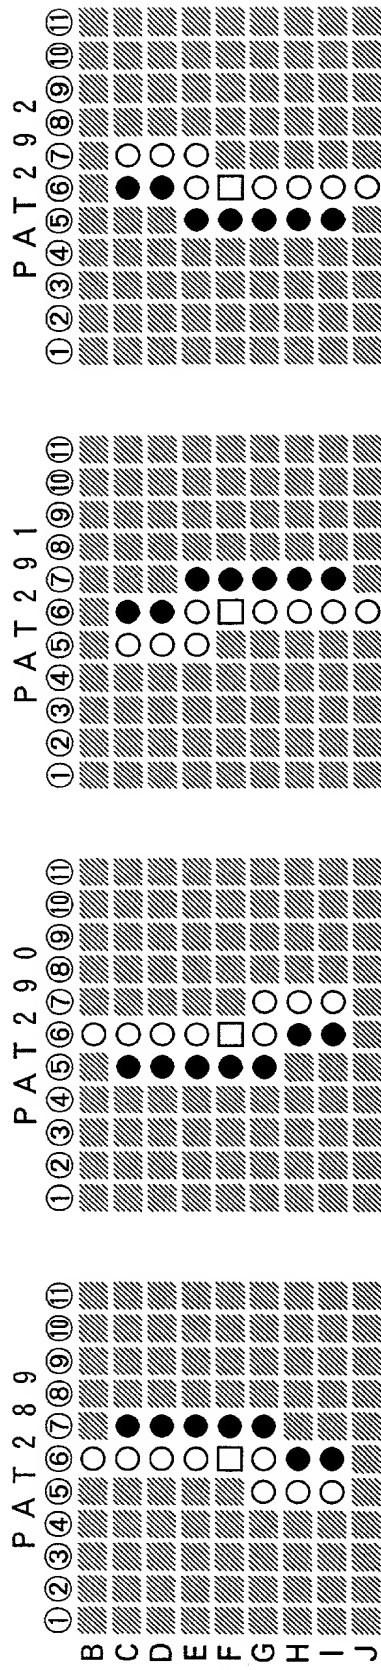 PAT289
①②③④⑤⑥⑦⑧⑨⑩⑪
B
C
D
E
F
G
H
I
J
PAT290
①②③④⑤⑥⑦⑧⑨⑩⑪
PAT291
①②③④⑤⑥⑦⑧⑨⑩⑪
PAT292
①②③④⑤⑥⑦⑧⑨⑩⑪